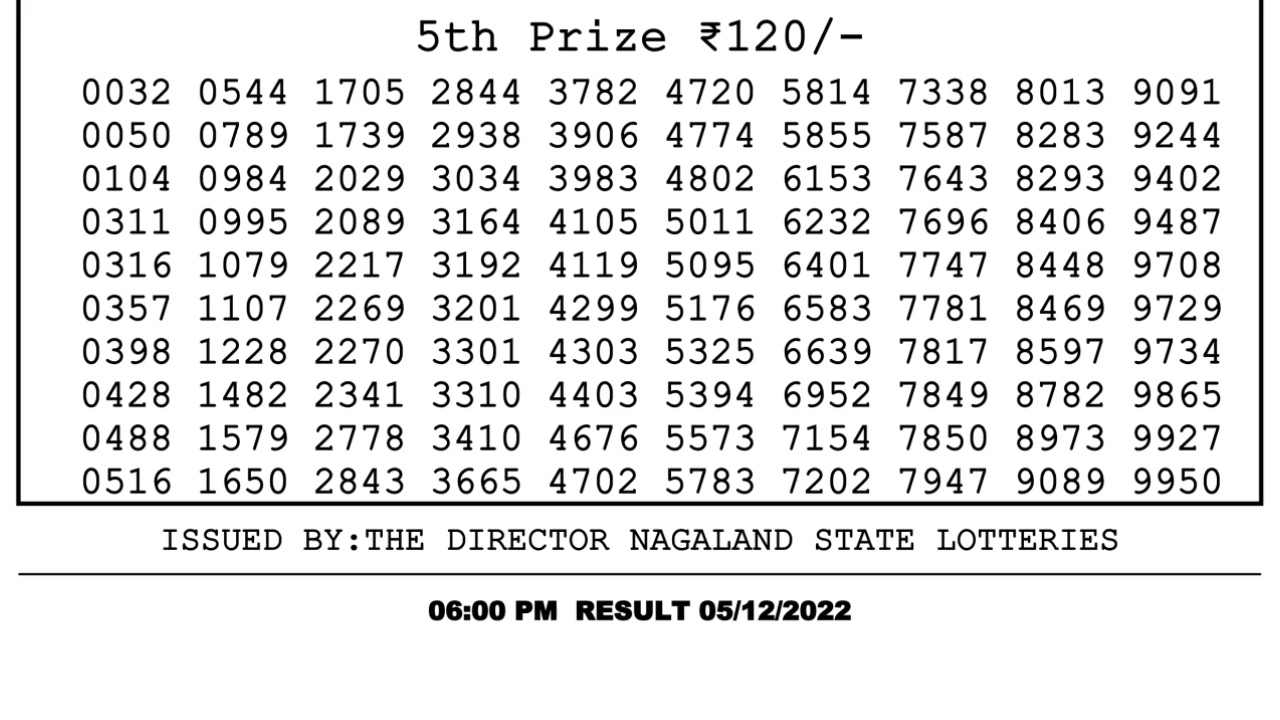 5th Prize ₹120/-
0032 0544 1705 2844 3782 4720 5814 7338 8013 9091
0050 0789 1739 2938 3906 4774 5855 7587 8283 9244
0104 0984 2029 3034 3983 4802 6153 7643 8293 9402
0311 0995 2089 3164 4105 5011 6232 7696 8406 9487
0316 1079 2217 3192 4119 5095 6401 7747 8448 9708
0357 1107 2269 3201 4299 5176 6583 7781 8469 9729
0398 1228 2270 3301 4303 5325 6639 7817 8597 9734
0428 1482 2341 3310 4403 5394 6952 7849 8782 9865
0488 1579 2778 3410 4676 5573 7154 7850 8973 9927
0516 1650 2843 3665 4702 5783 7202 7947 9089 9950
ISSUED BY:THE DIRECTOR NAGALAND STATE LOTTERIES
06:00 PM RESULT 05/12/2022